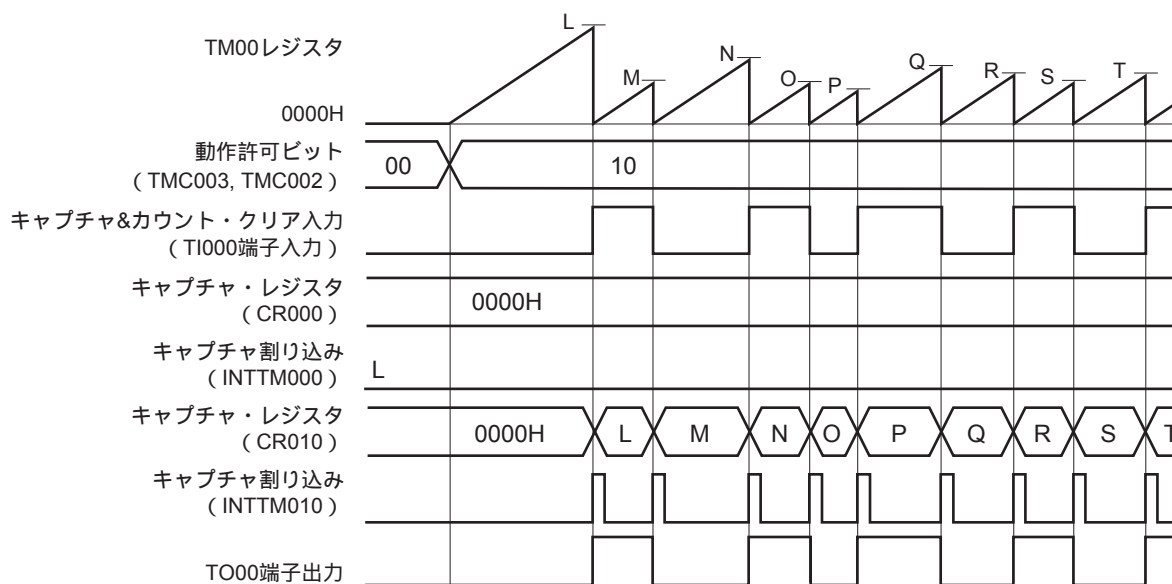 TM00レジスタ
L
M
N
O
P
Q
R
S
T
0000H
動作許可ビット
（TMC003, TMC002）
00
10
キャプチャ&カウント・クリア入力
（TI000端子入力）
キャプチャ・レジスタ
（CR000）
0000H
キャプチャ割り込み
（INTTM000）
L
キャプチャ・レジスタ
（CR010）
0000H
L
M
N
O
P
Q
R
S
T
キャプチャ割り込み
（INTTM010）
TO00端子出力